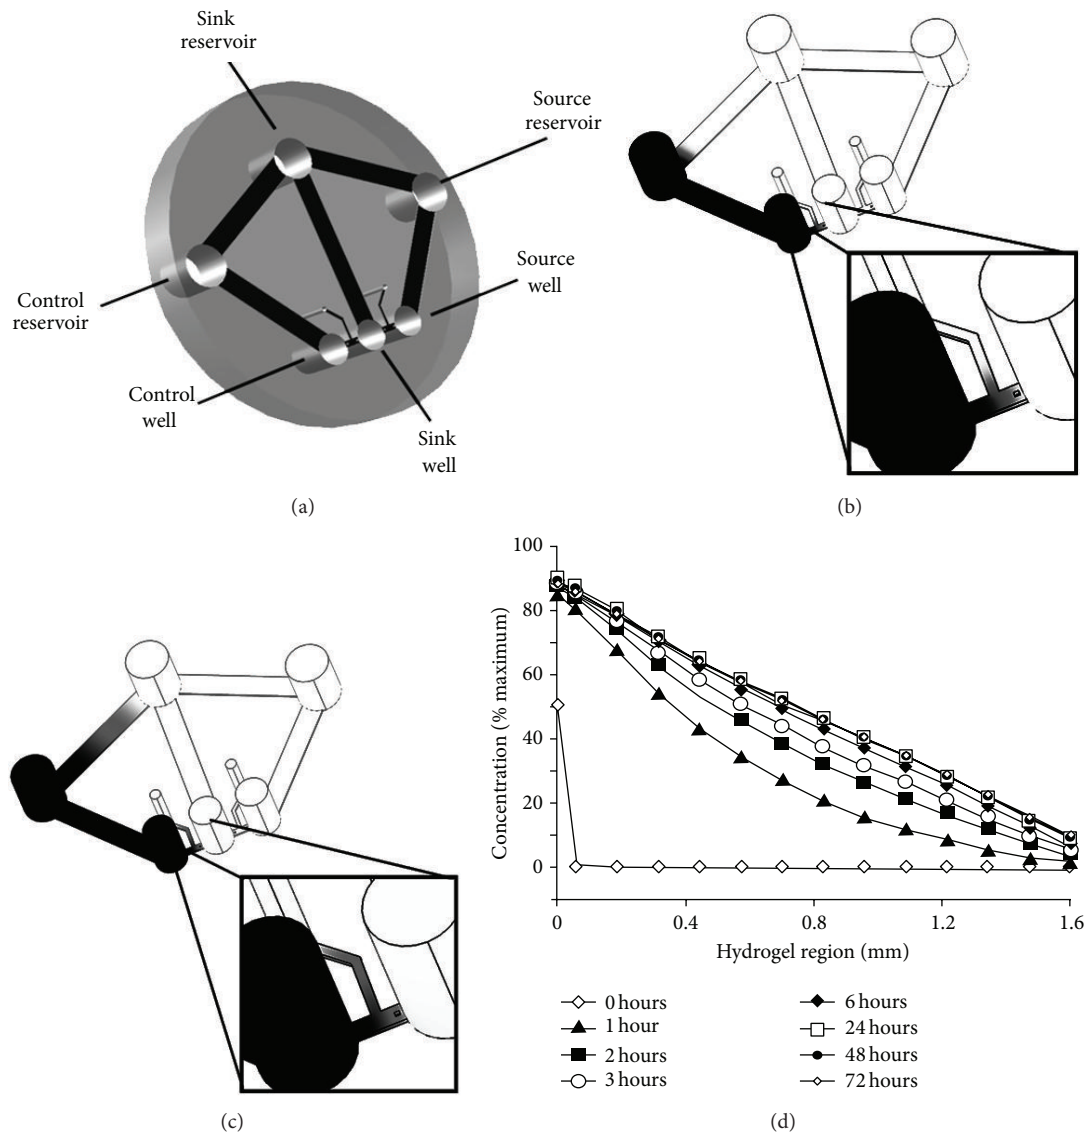 Sink
reservoir
Source
reservoir
Source
well
Control
reservoir
Control
well
Sink
well
(a)
(b)
(c)
100
80
60
40
20
0
Concentration (% maximum)
0
0.4
0.8
1.2
1.6
Hydrogel region (mm)
0 hours
1 hour
2 hours
3 hours
6 hours
24 hours
48 hours
72 hours
(d)